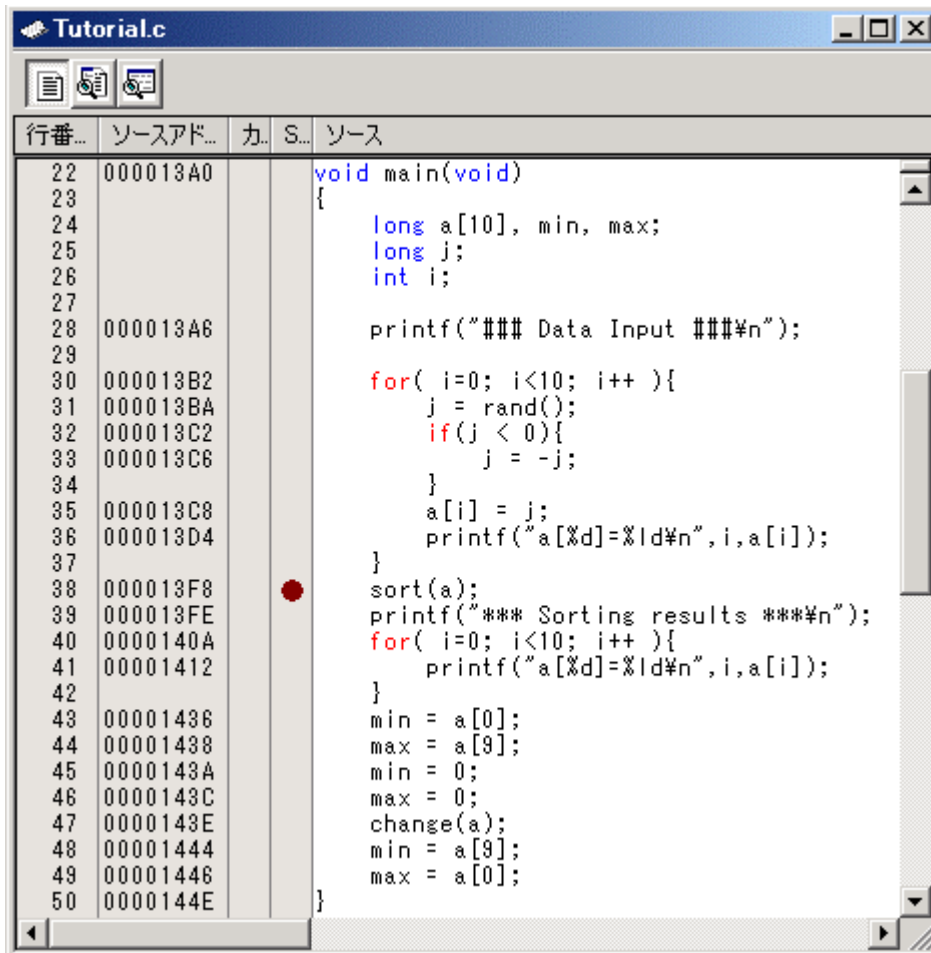 Tutorial.c
行番... ソースアド... カ.. S... ソース
22 000013A0 void main(void)
23 {
24 long a[10], min, max;
25 long j;
26 int i;
27
28 000013A6 printf("### Data Input ###¥n");
29
30 000013B2 for( i=0; i<10; i++ ){
31 000013BA j = rand();
32 000013C2 if(j < 0){
33 000013C6 j = -j;
34 }
35 000013C8 a[i] = j;
36 000013D4 printf("a[%d]=%ld¥n",i,a[i]);
37 }
38 000013F8 sort(a);
39 000013FE printf("*** Sorting results ***¥n");
40 0000140A for( i=0; i<10; i++ ){
41 00001412 printf("a[%d]=%ld¥n",i,a[i]);
42 }
43 00001436 min = a[0];
44 00001438 max = a[9];
45 0000143A min = 0;
46 0000143C max = 0;
47 0000143E change(a);
48 00001444 min = a[9];
49 00001446 max = a[0];
50 0000144E }